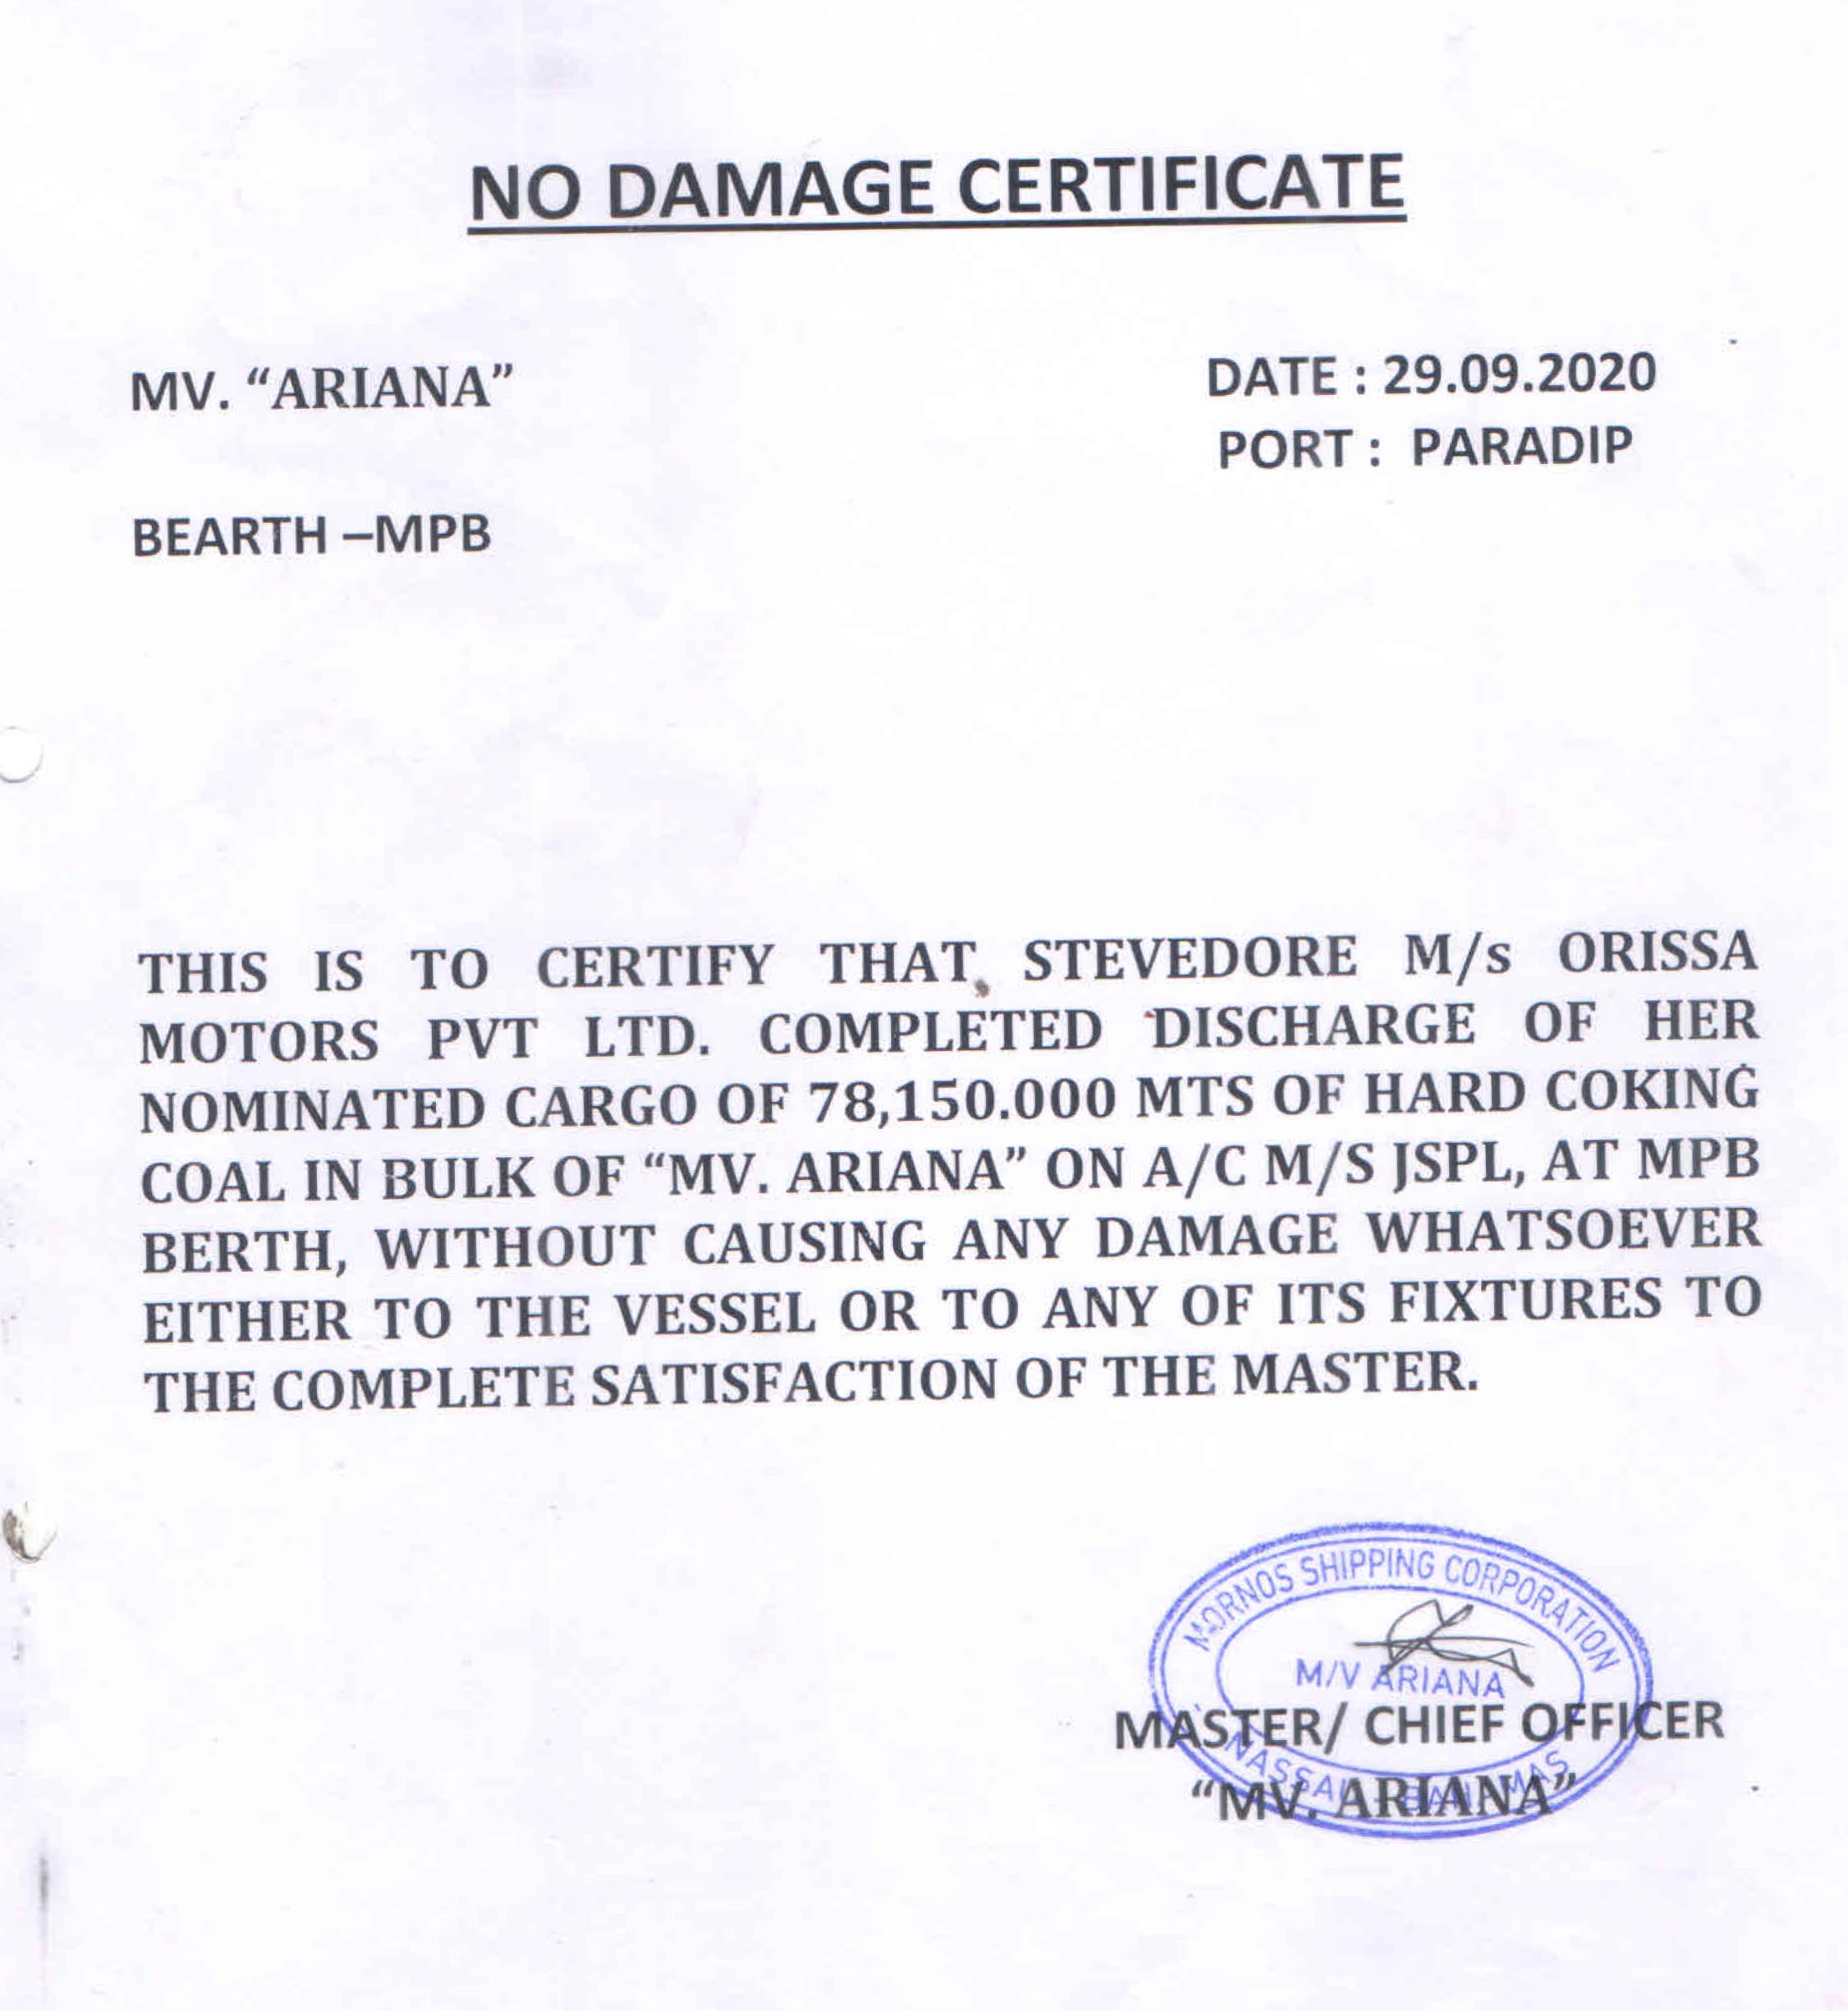 NO DAMAGE CERTIFICATE
MV. “ARIANA”
DATE : 29.09.2020
PORT : PARADIP
BEARTH –MPB
THIS IS TO CERTIFY THAT STEVEDORE M/s ORISSA
MOTORS PVT LTD. COMPLETED DISCHARGE OF HER
NOMINATED CARGO OF 78,150.000 MTS OF HARD COKING
COAL IN BULK OF “MV. ARIANA” ON A/C M/S JSPL, AT MPB
BERTH, WITHOUT CAUSING ANY DAMAGE WHATSOEVER
EITHER TO THE VESSEL OR TO ANY OF ITS FIXTURES TO
THE COMPLETE SATISFACTION OF THE MASTER.
MORNOS SHIPPING CORPORATION
M/V ARIANA
NASSAU - BAHAMAS
MASTER/ CHIEF OFFICER
“MV. ARIANA”